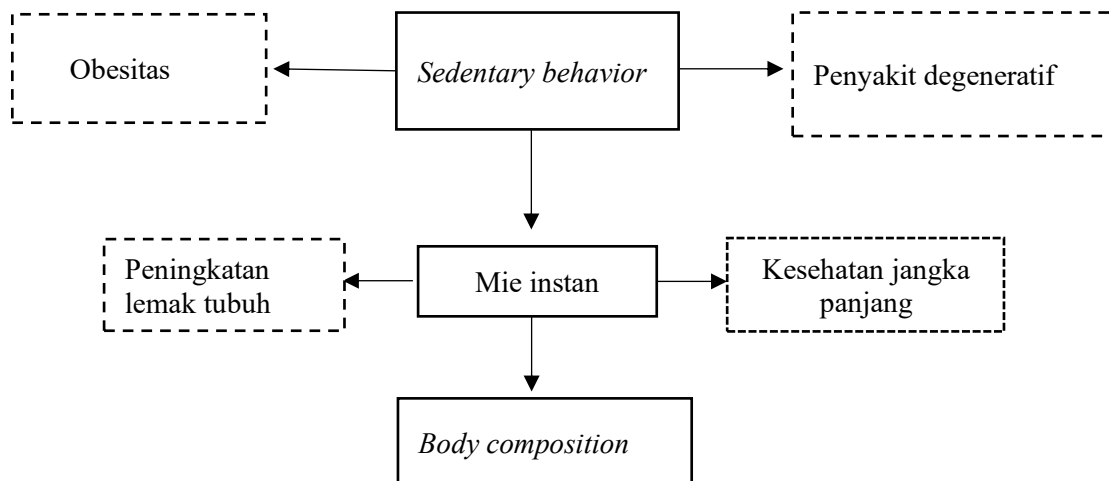 Obesitas
Sedentary behavior
Penyakit degeneratif
Peningkatan
lemak tubuh
Mie instan
Kesehatan jangka
panjang
Body composition